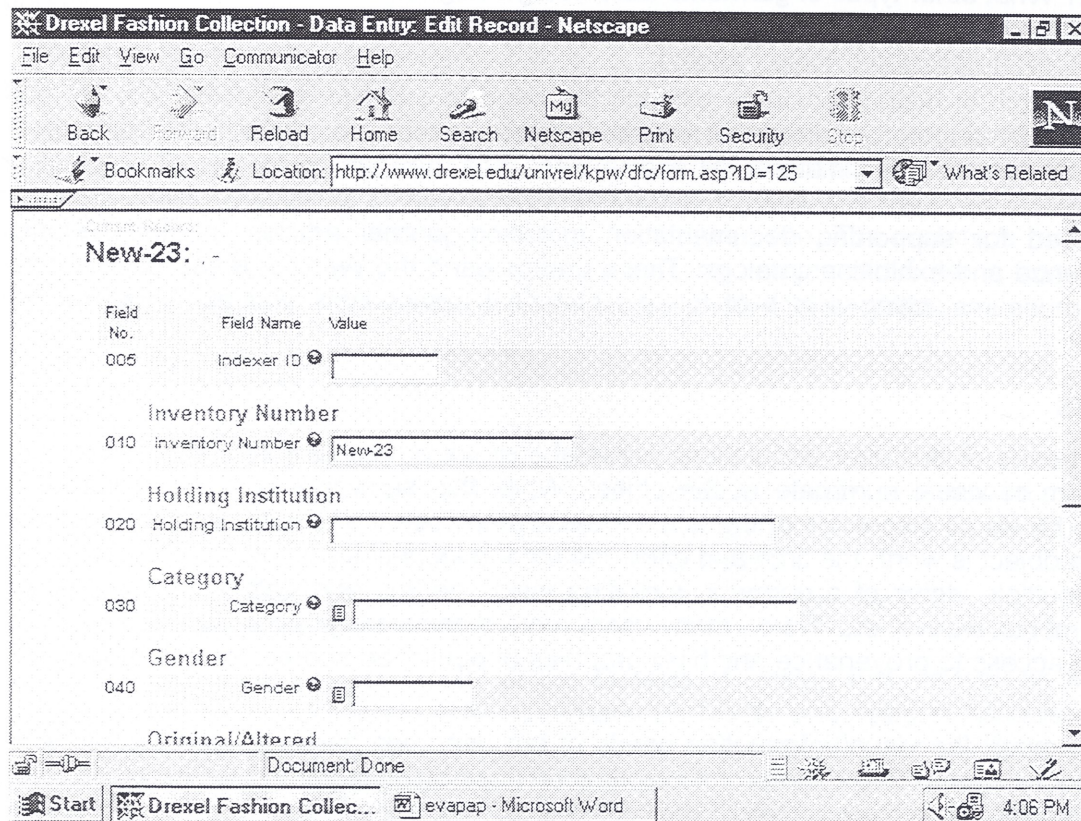 Drexel Fashion Collection - Data Entry: Edit Record - Netscape
File Edit View Go Communicator Help
My
N
Back Forward Reload Home Search Netscape Print Security Stop
Bookmarks Location: http://www.drexel.edu/univrel/kpw/dfc/form.asp?ID=125 What's Related
Current Record:
New-23: , -
Field No. Field Name Value
005 Indexer ID
Inventory Number
010 Inventory Number New-23
Holding Institution
020 Holding Institution
Category
030 Category
Gender
040 Gender
Original/Altered
Document: Done
Start Drexel Fashion Collec... evapap - Microsoft Word 4:06 PM